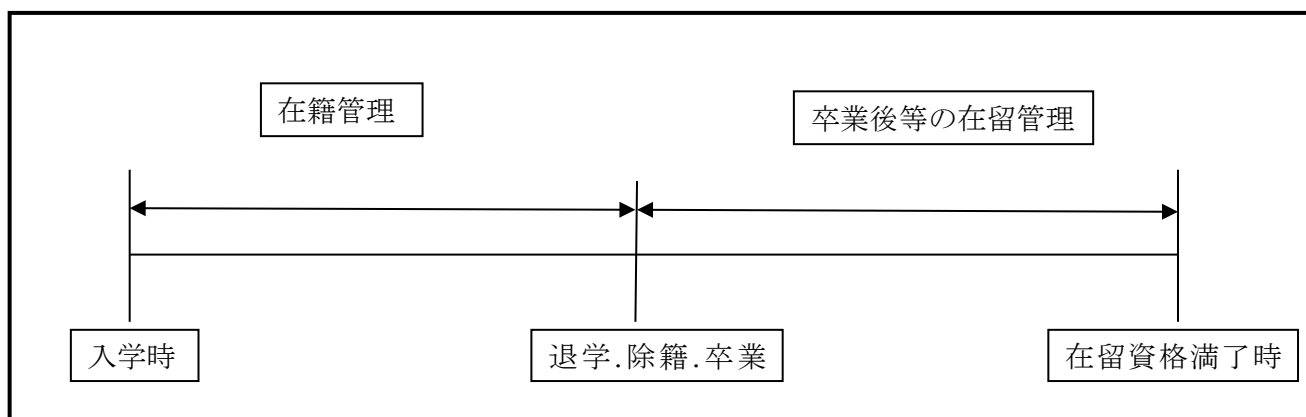 在籍管理
卒業後等の在留管理
入学時
退学.除籍.卒業
在留資格満了時